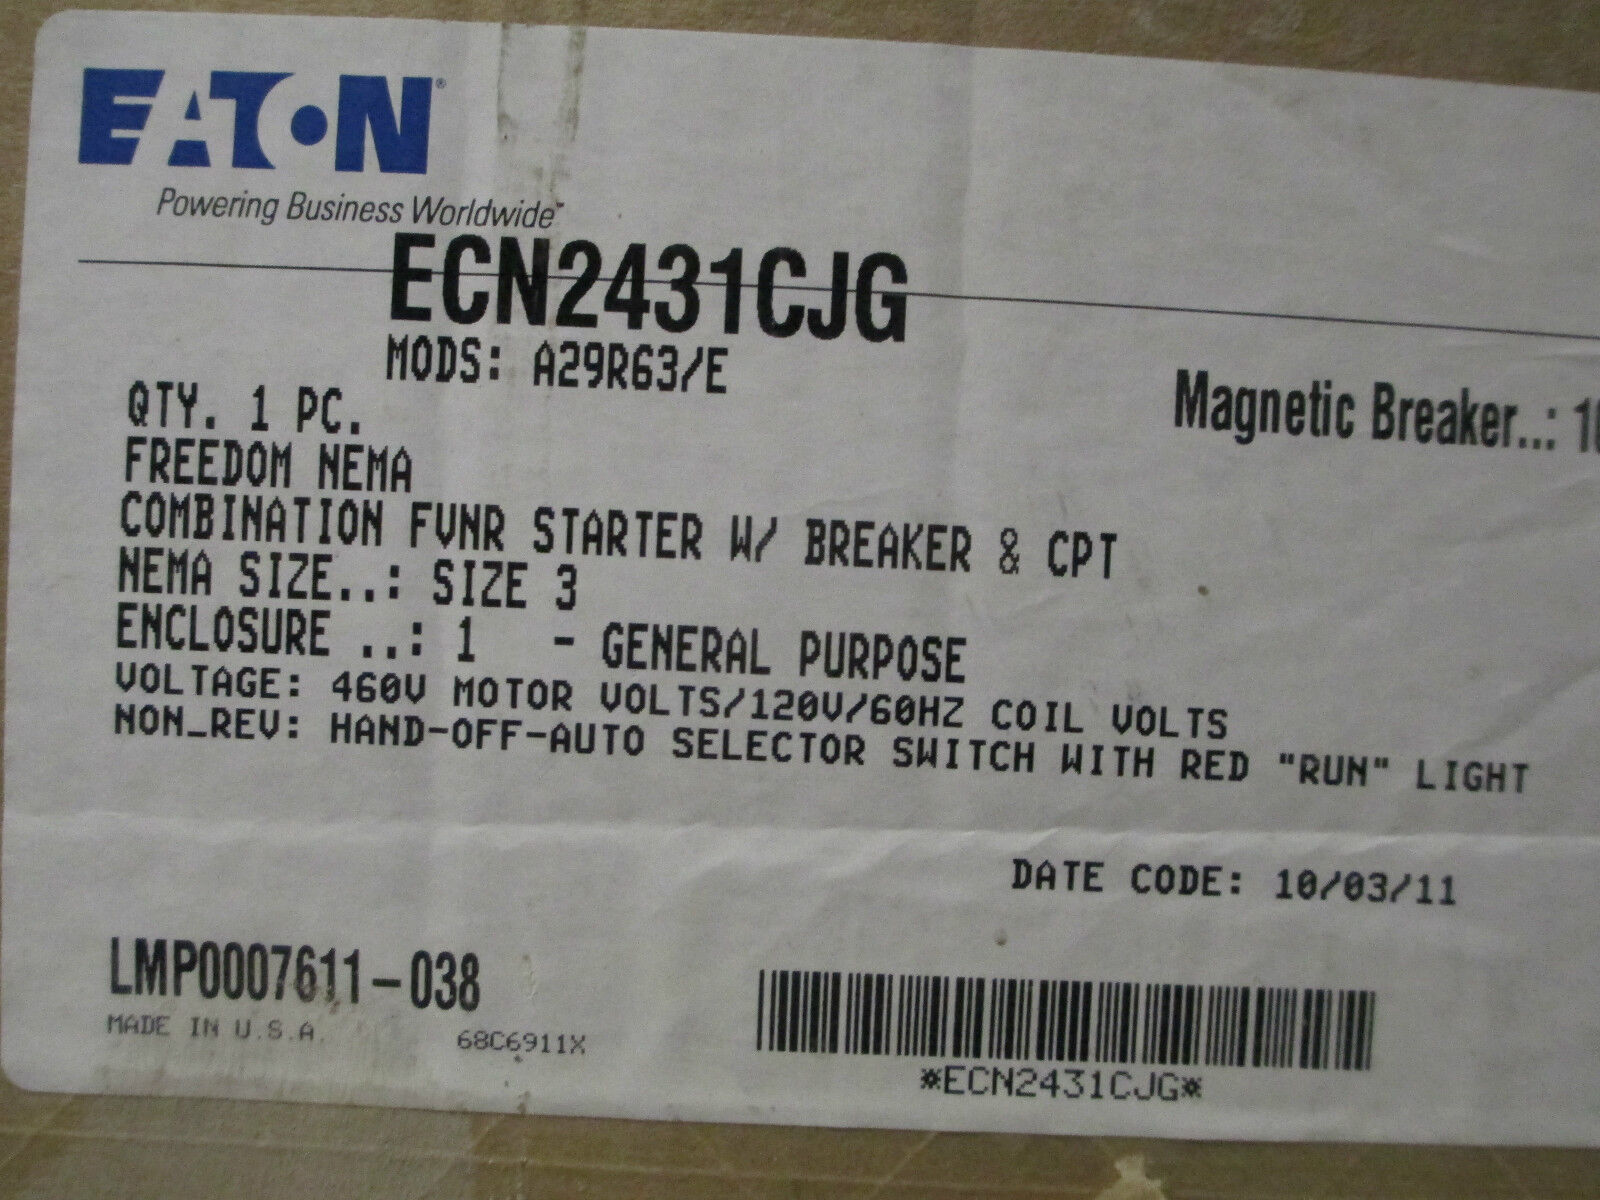 EATON®
Powering Business Worldwide™
ECN2431CJG
MODS: A29R63/E
Magnetic Breaker..:
QTY. 1 PC.
FREEDOM NEMA
COMBINATION FVNR STARTER W/ BREAKER & CPT
NEMA SIZE..: SIZE 3
ENCLOSURE ..: 1 - GENERAL PURPOSE
VOLTAGE: 460V MOTOR VOLTS/120V/60HZ COIL VOLTS
NON_REV: HAND-OFF-AUTO SELECTOR SWITCH WITH RED "RUN" LIGHT
DATE CODE: 10/03/11
LMP0007611-038
MADE IN U.S.A. 68C6911X
*ECN2431CJG*